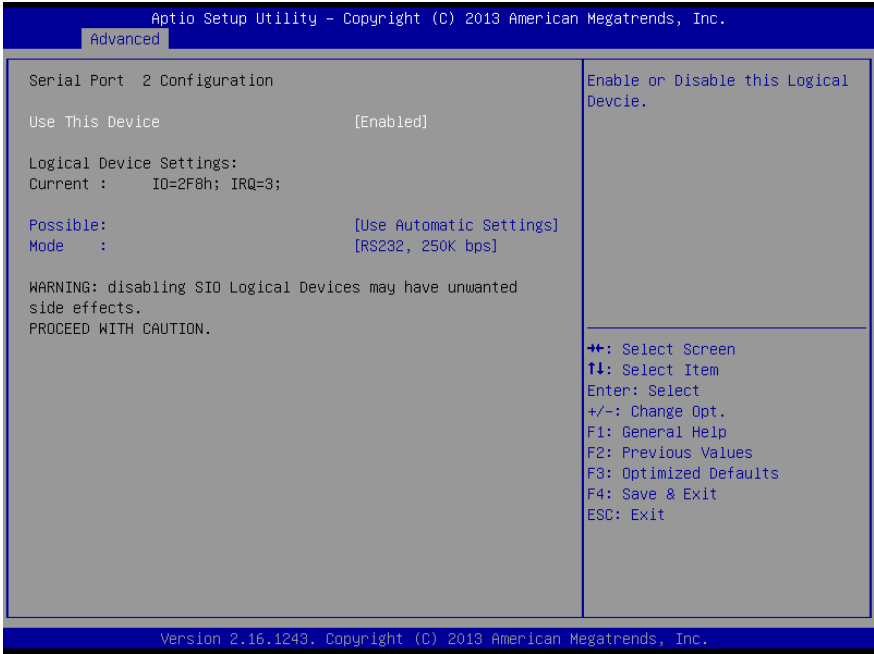 Aptio Setup Utility – Copyright (C) 2013 American Megatrends, Inc.
Advanced
Serial Port  2 Configuration
Use This Device [Enabled]
Logical Device Settings:
Current : IO=2F8h; IRQ=3;
Possible: [Use Automatic Settings]
Mode : [RS232, 250K bps]
WARNING: disabling SIO Logical Devices may have unwanted
side effects.
PROCEED WITH CAUTION.
Enable or Disable this Logical
Devcie.
→←: Select Screen
↑↓: Select Item
Enter: Select
+/-: Change Opt.
F1: General Help
F2: Previous Values
F3: Optimized Defaults
F4: Save & Exit
ESC: Exit
Version 2.16.1243. Copyright (C) 2013 American Megatrends, Inc.